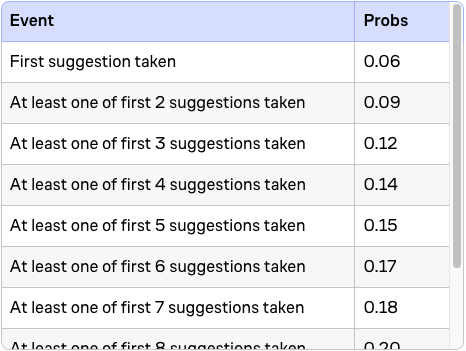 Event Probs
First suggestion taken 0.06
At least one of first 2 suggestions taken 0.09
At least one of first 3 suggestions taken 0.12
At least one of first 4 suggestions taken 0.14
At least one of first 5 suggestions taken 0.15
At least one of first 6 suggestions taken 0.17
At least one of first 7 suggestions taken 0.18
At least one of first 8 suggestions taken 0.20